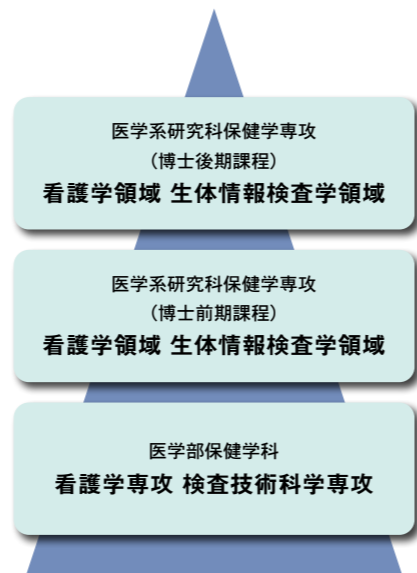 医学系研究科保健学専攻
（博士後期課程）
看護学領域 生体情報検査学領域
医学系研究科保健学専攻
（博士前期課程）
看護学領域 生体情報検査学領域
医学部保健学科
看護学専攻 検査技術科学専攻